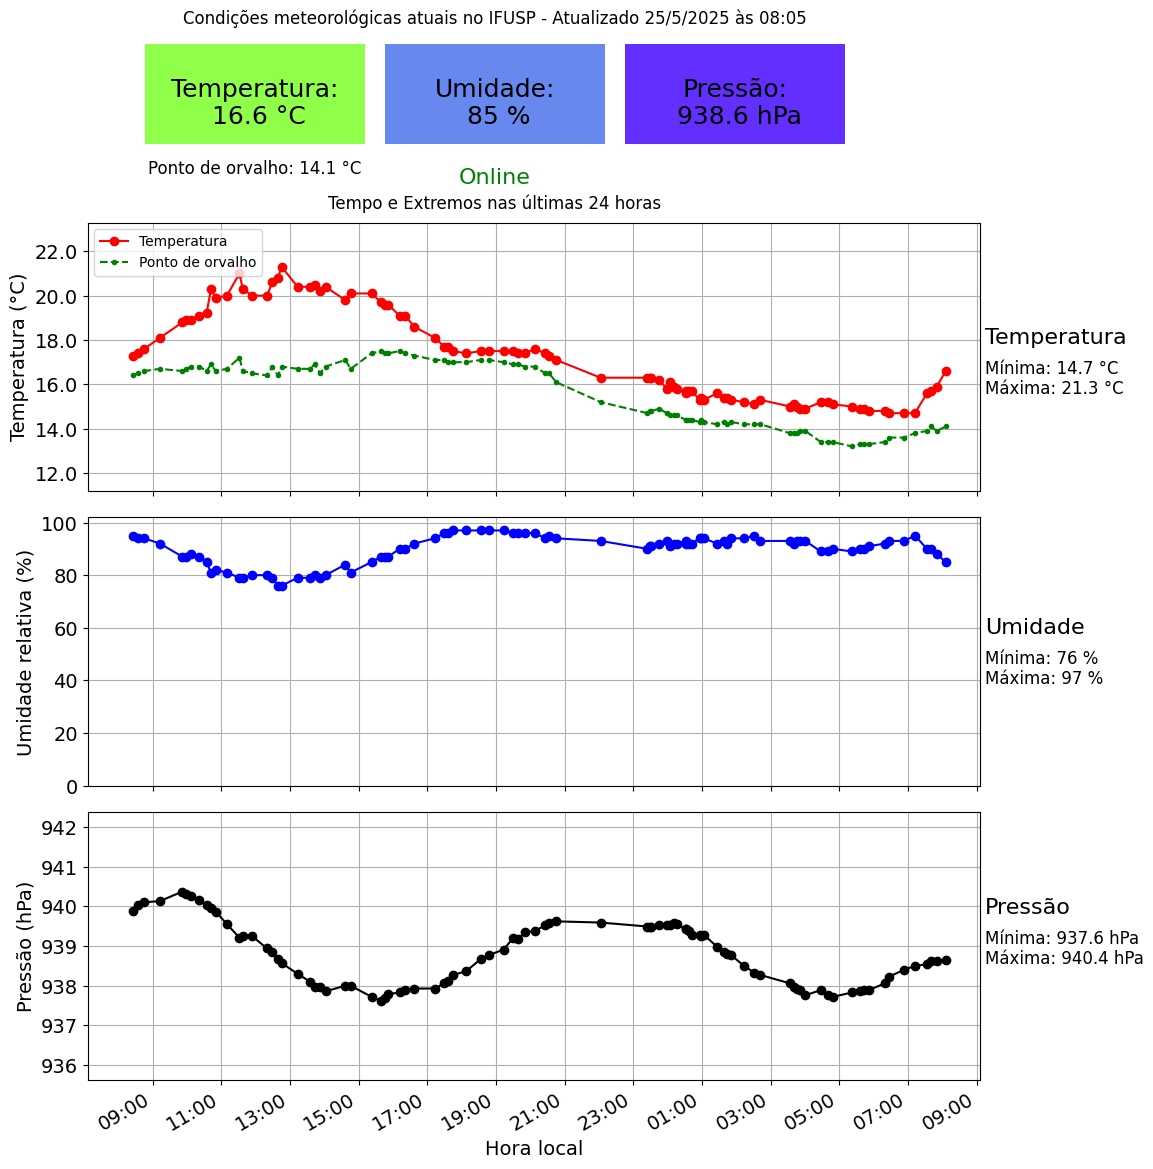 Condições meteorológicas atuais no IFUSP - Atualizado 25/5/2025 às 08:05
Temperatura:
16.6 °C
Umidade:
85 %
Pressão:
938.6 hPa
Ponto de orvalho: 14.1 °C
Online
Tempo e Extremos nas últimas 24 horas
Temperatura
Ponto de orvalho
Temperatura (°C)
22.0
20.0
18.0
16.0
14.0
12.0
Temperatura
Mínima: 14.7 °C
Máxima: 21.3 °C
Umidade relativa (%)
100
80
60
40
20
0
Umidade
Mínima: 76 %
Máxima: 97 %
Pressão (hPa)
942
941
940
939
938
937
936
Pressão
Mínima: 937.6 hPa
Máxima: 940.4 hPa
09:00
11:00
13:00
15:00
17:00
19:00
21:00
23:00
01:00
03:00
05:00
07:00
09:00
Hora local